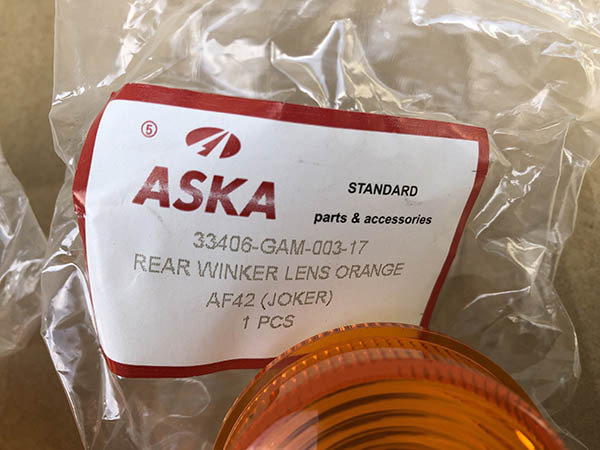 5
ASKA
STANDARD
parts & accessories
33406-GAM-003-17
REAR WINKER LENS ORANGE
AF42 (JOKER)
1 PCS